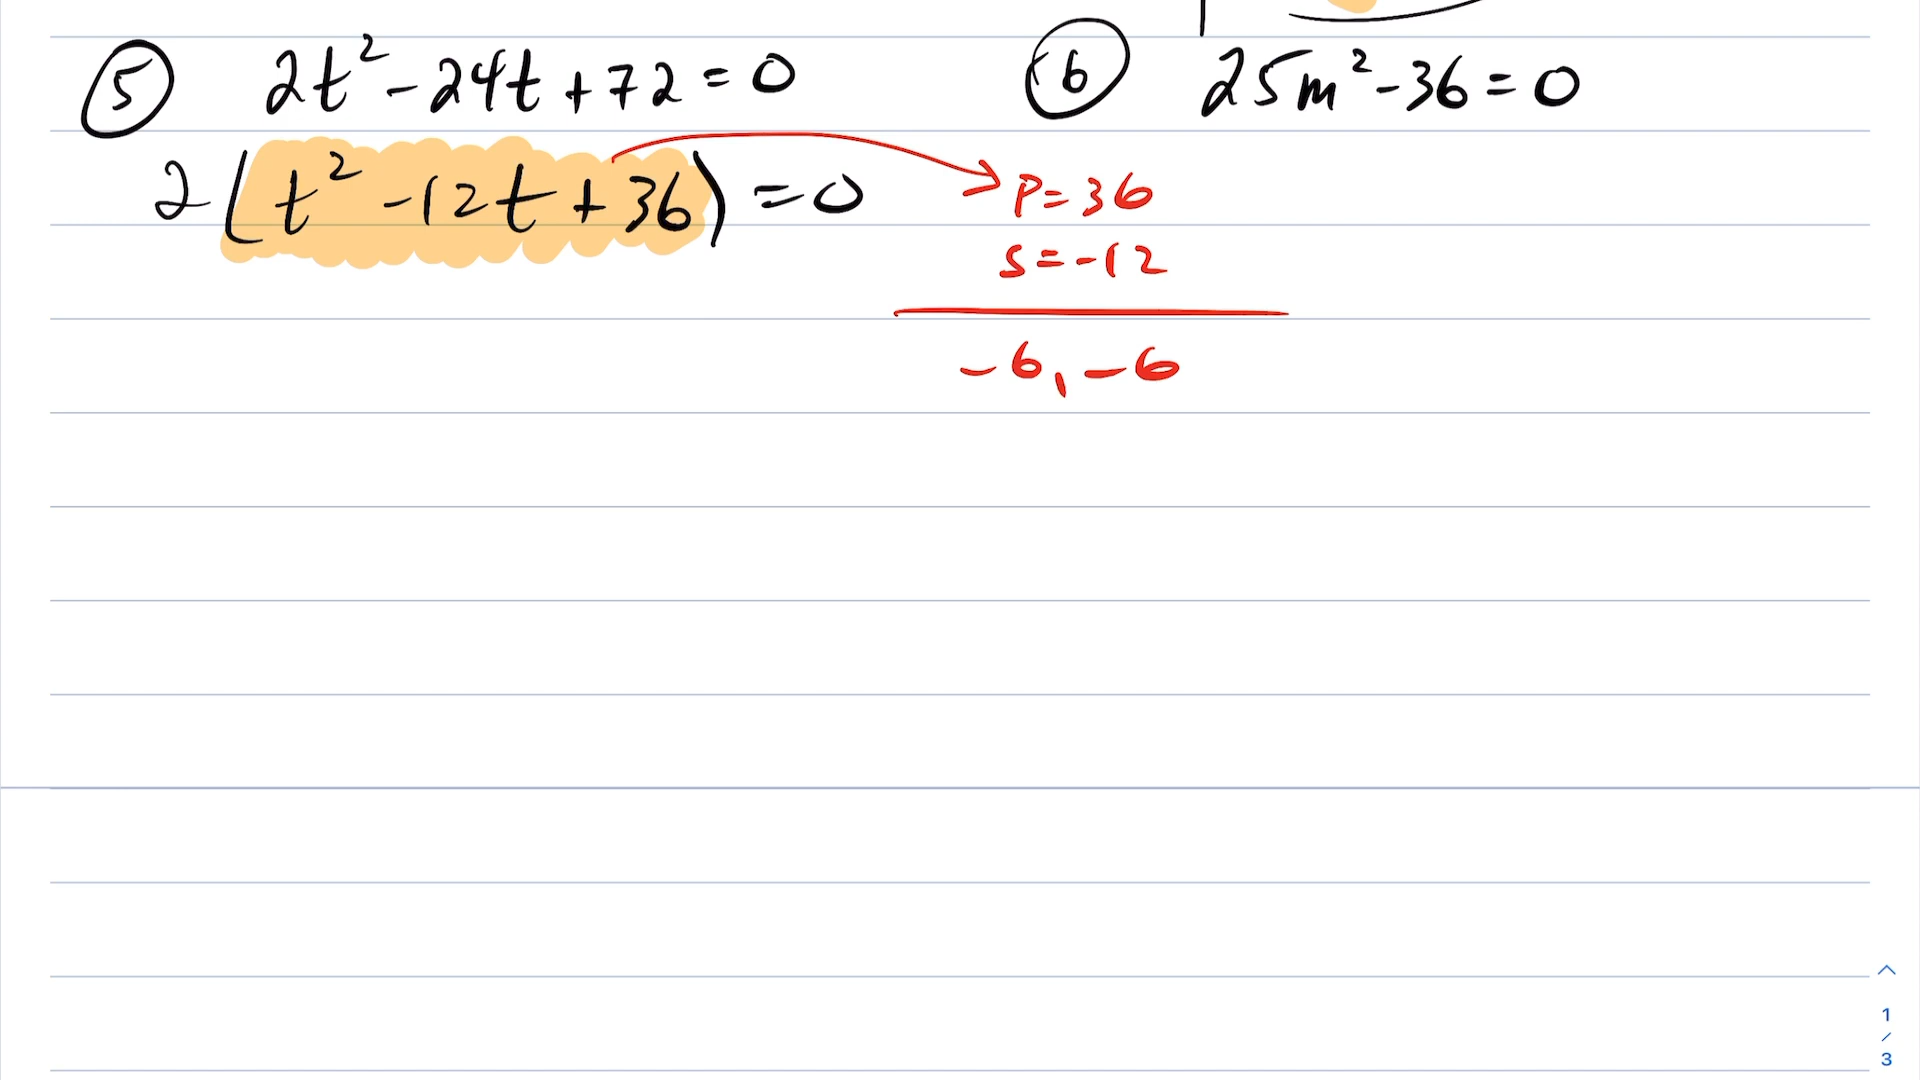 5 2t² - 24t + 72 = 0
6 25m² - 36 = 0
2(t² - 12t + 36) = 0
P = 36
S = -12
-6, -6
1
/
3